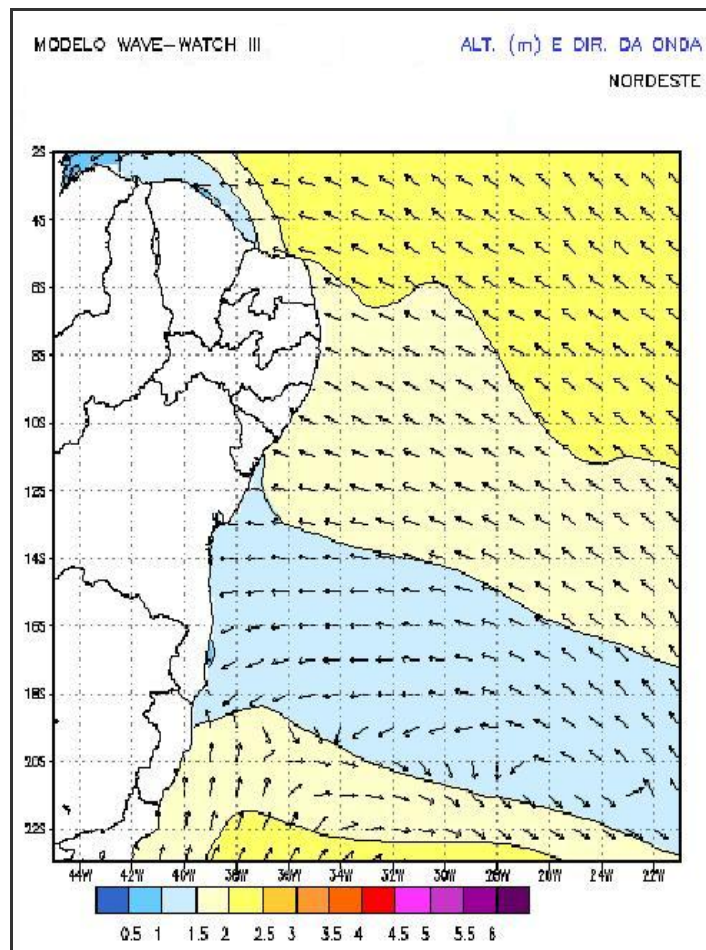 MODELO WAVE-WATCH III
ALT. (m) E DIR. DA ONDA
NORDESTE
2S
4S
6S
8S
10S
12S
14S
16S
18S
20S
22S
44W 42W 40W 38W 36W 34W 32W 30W 28W 26W 24W 22W
0.5 1 1.5 2 2.5 3 3.5 4 4.5 5 5.5 6